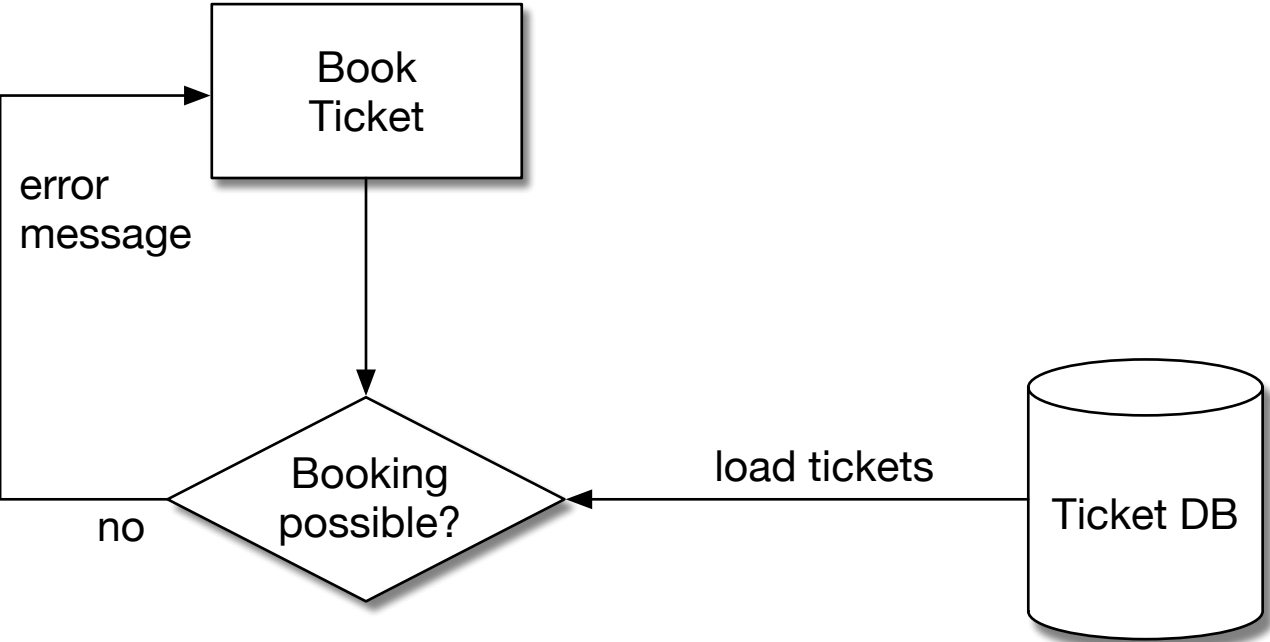 Book
Ticket
error
message
Booking
possible?
no
load tickets
Ticket DB